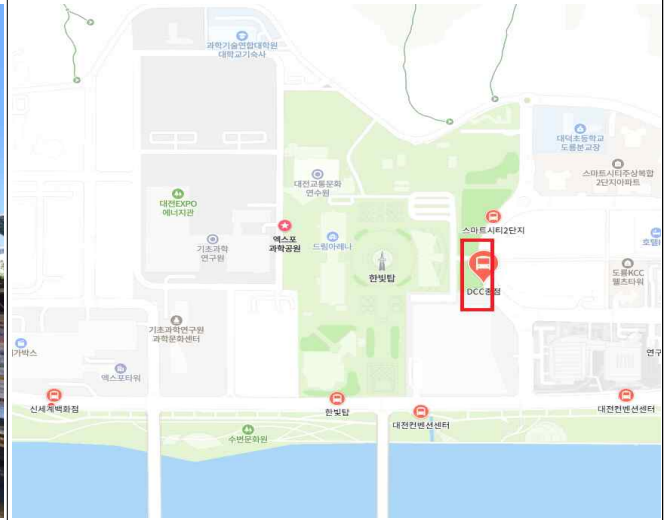 과학기술연합대학원
대학교기숙사
대덕초등학교
도룡분교장
스마트시티주상복합
2단지아파트
대전교통문화
연수원
대전EXPO
에너지관
스마트시티2단지
엑스포
과학공원
드림아레나
기초과학
연구원
호텔
한빛탑
도룡KCC
웰츠타워
DCC종점
기초과학연구원
과학문화센터
가박스
연구
엑스포타워
신세계백화점
한빛탑
대전컨벤션센터
대전컨벤션센터
수변문화원